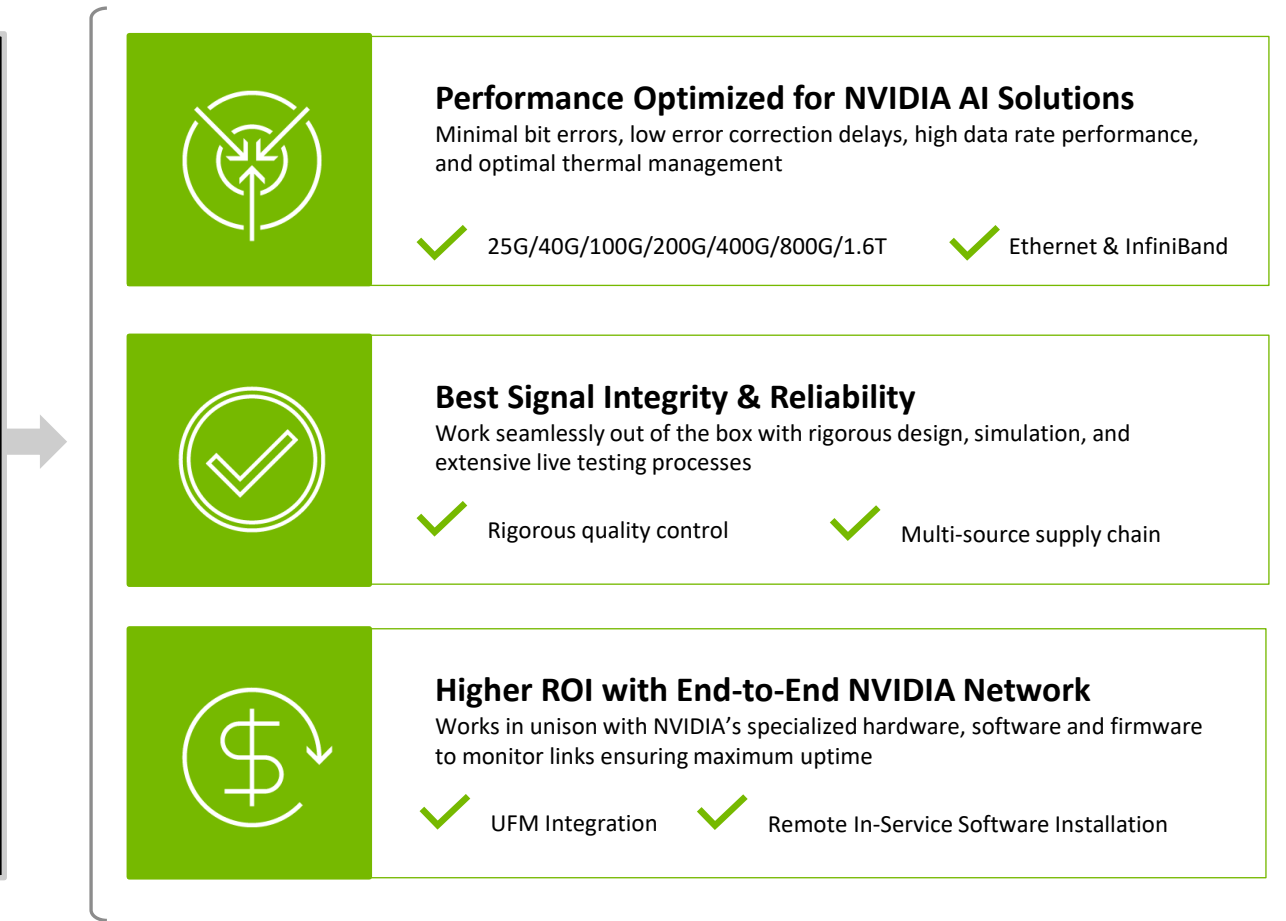 Performance Optimized for NVIDIA AI Solutions
Minimal bit errors, low error correction delays, high data rate performance,
and optimal thermal management
25G/40G/100G/200G/400G/800G/1.6T
Ethernet & InfiniBand
Best Signal Integrity & Reliability
Work seamlessly out of the box with rigorous design, simulation, and
extensive live testing processes
Rigorous quality control
Multi-source supply chain
Higher ROI with End-to-End NVIDIA Network
Works in unison with NVIDIA’s specialized hardware, software and firmware
to monitor links ensuring maximum uptime
UFM Integration
Remote In-Service Software Installation